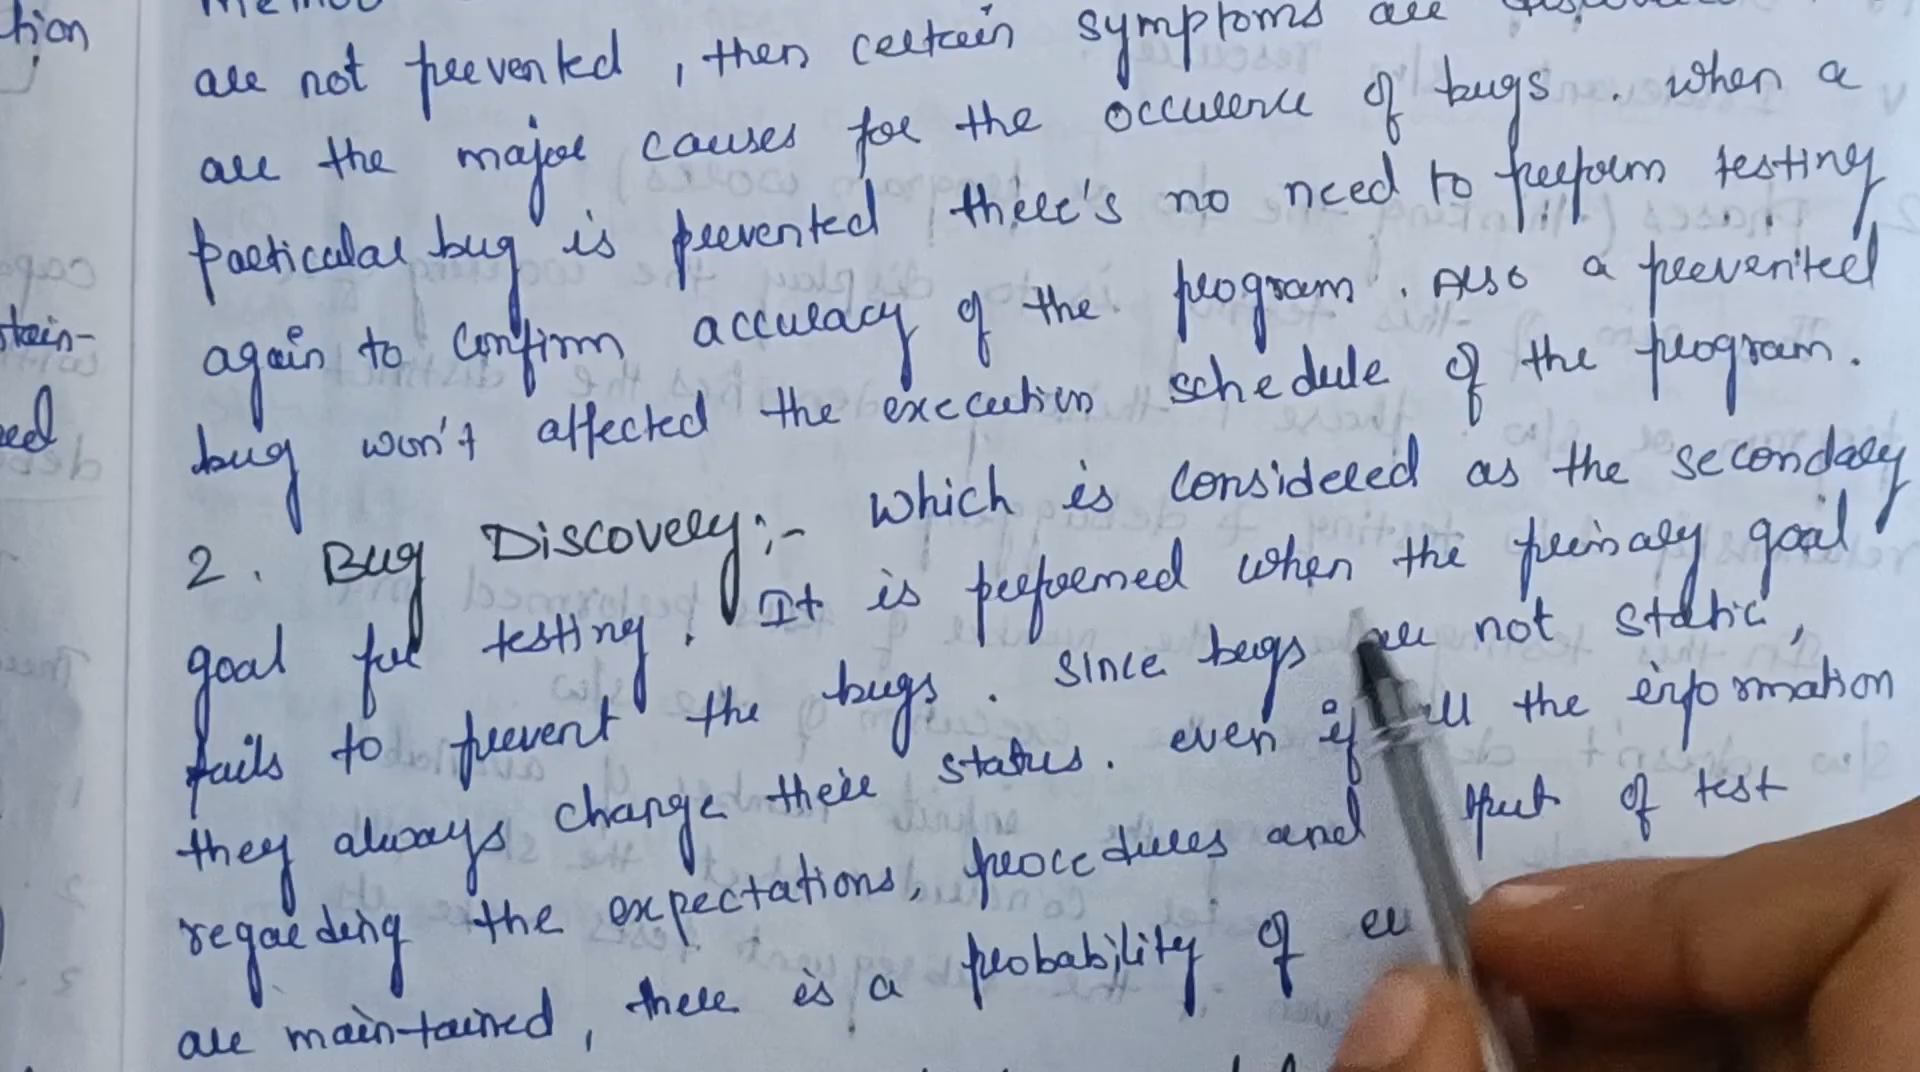 tion
are not prevented, then certain symptoms are
are the major causes for the occurence of bugs. when a
particular bug is prevented there's no need to perform testing
again to confirm accuracy of the program. Also a prevented
bug won't affected the execution schedule of the program.
2. Bug Discovery:- Which is considered as the secondary
goal for testing. It is performed when the primary goal
fails to prevent the bugs. Since bugs are not static,
they always change their status. even if all the information
regarding the expectations, procedures and of test
are maintained, there is a probability of